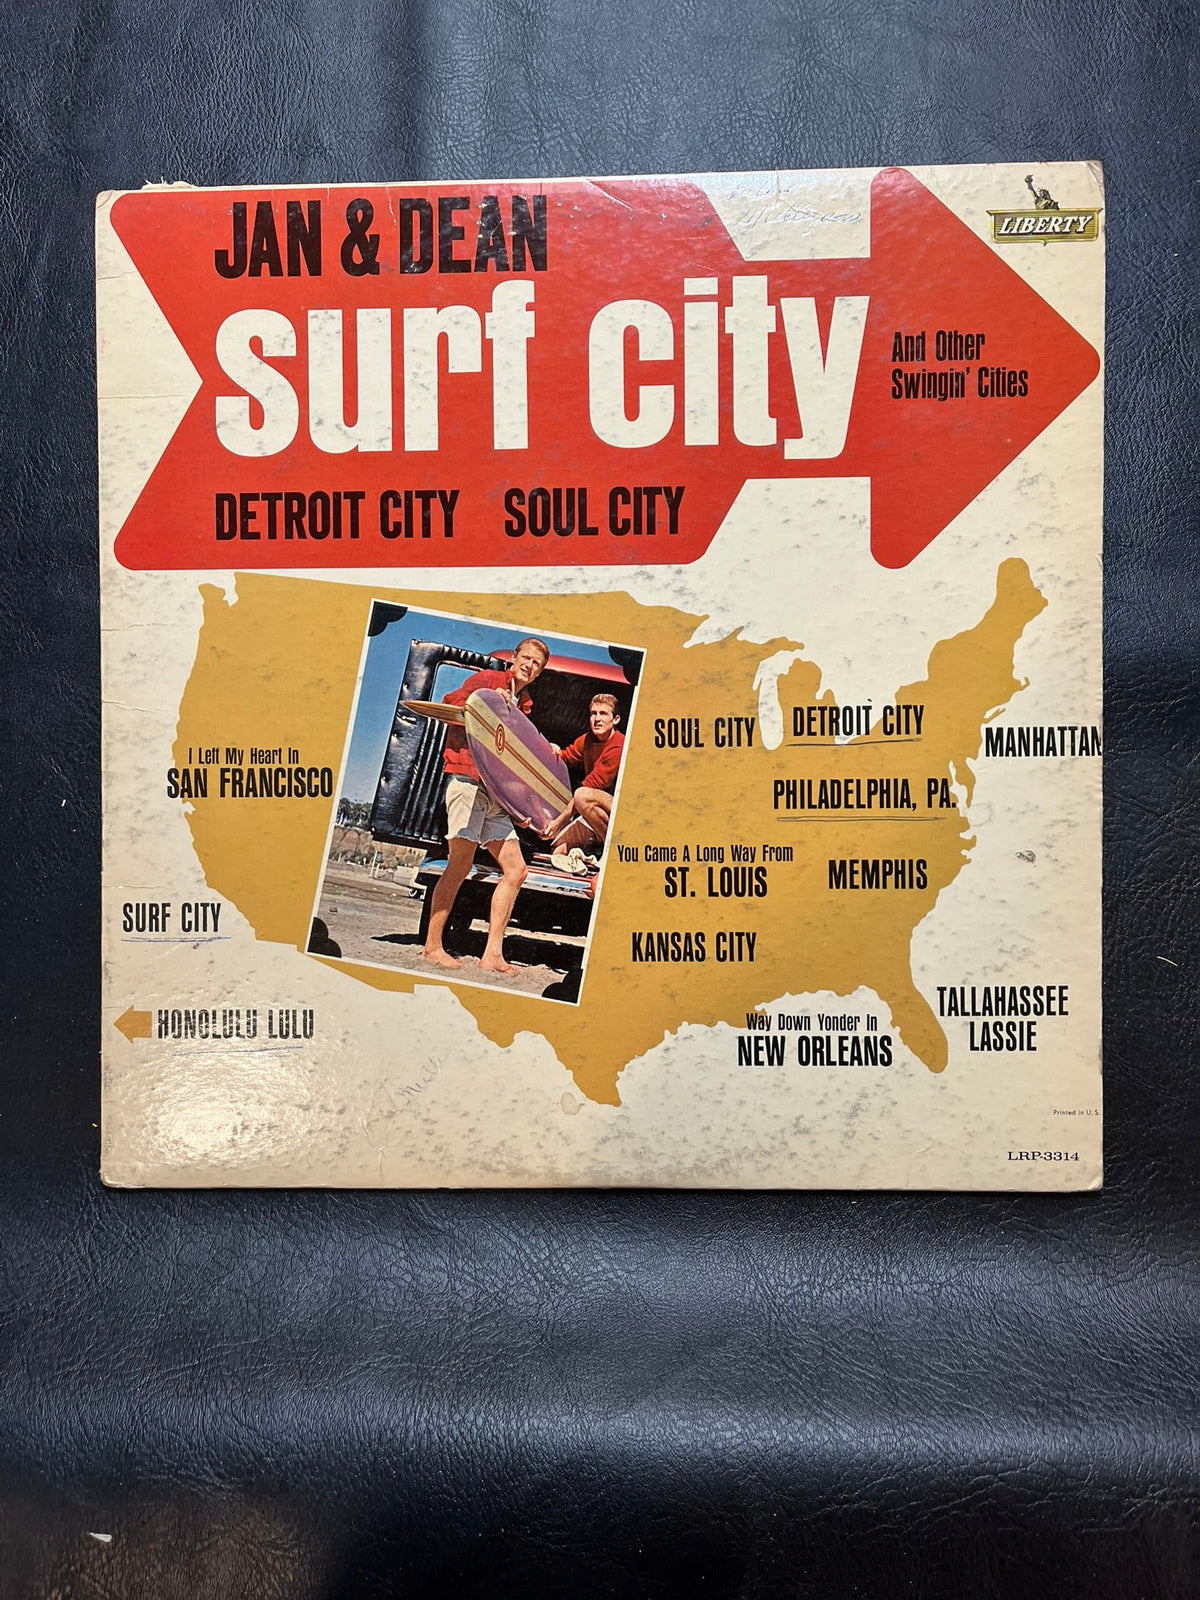 JAN & DEAN
LIBERTY
surf city
And Other
Swingin' Cities
DETROIT CITY SOUL CITY
SOUL CITY
DETROIT CITY
MANHATTAN
I Left My Heart In
SAN FRANCISCO
PHILADELPHIA, PA.
You Came A Long Way From
ST. LOUIS
MEMPHIS
SURF CITY
KANSAS CITY
HONOLULU LULU
Way Down Yonder In
NEW ORLEANS
TALLAHASSEE
LASSIE
Printed in U.S.
LRP-3314